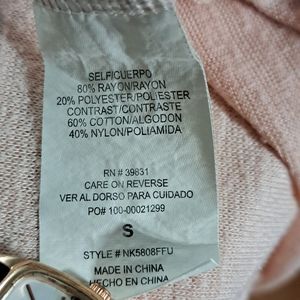 SELF/CUERPO
80% RAYON/RAYON
20% POLYESTER/POLIESTER
CONTRAST/CONTRASTE
60% COTTON/ALGODON
40% NYLON/POLIAMIDA
RN # 39831
CARE ON REVERSE
VER AL DORSO PARA CUIDADO
PO# 100-00021299
S
STYLE # NK5808FFU
MADE IN CHINA
HECHO EN CHINA